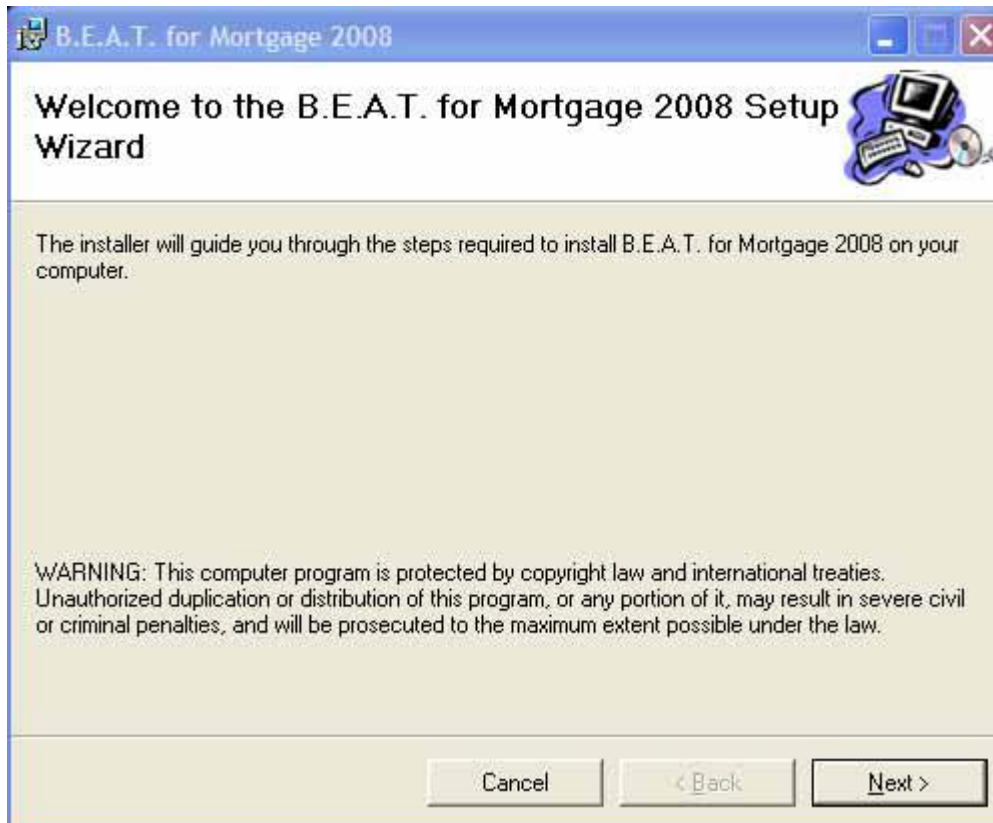 B.E.A.T. for Mortgage 2008
Welcome to the B.E.A.T. for Mortgage 2008 Setup
Wizard
The installer will guide you through the steps required to install B.E.A.T. for Mortgage 2008 on your
computer.
WARNING: This computer program is protected by copyright law and international treaties.
Unauthorized duplication or distribution of this program, or any portion of it, may result in severe civil
or criminal penalties, and will be prosecuted to the maximum extent possible under the law.
Cancel
< Back
Next >